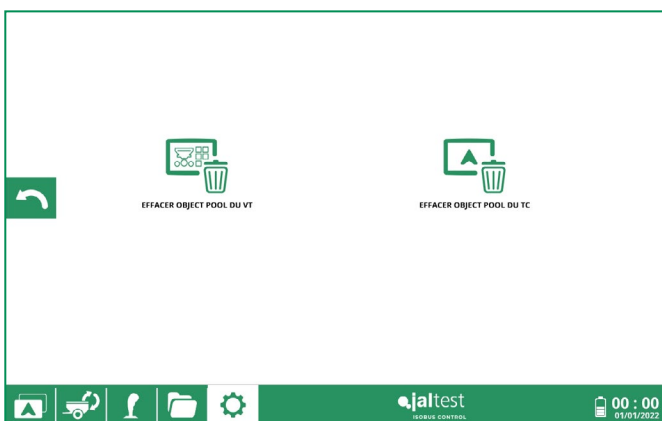 EFFACER OBJECT POOL DU VT
EFFACER OBJECT POOL DU TC
jaltest
ISOBUS CONTROL
00 : 00
01/01/2022